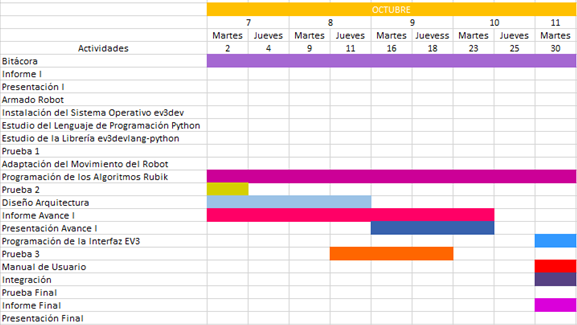 OCTUBRE
7 8 9 10 11
Martes Jueves Martes Jueves Martes Juevess Martes Jueves Martes
Actividades 2 4 9 11 16 18 23 25 30
Bitácora
Informe I
Presentación I
Armado Robot
Instalación del Sistema Operativo ev3dev
Estudio del Lenguaje de Programación Python
Estudio de la Librería ev3devlang-python
Prueba 1
Adaptación del Movimiento del Robot
Programación de los Algoritmos Rubik
Prueba 2
Diseño Arquitectura
Informe Avance I
Presentación Avance I
Programación de la Interfaz EV3
Prueba 3
Manual de Usuario
Integración
Prueba Final
Informe Final
Presentación Final